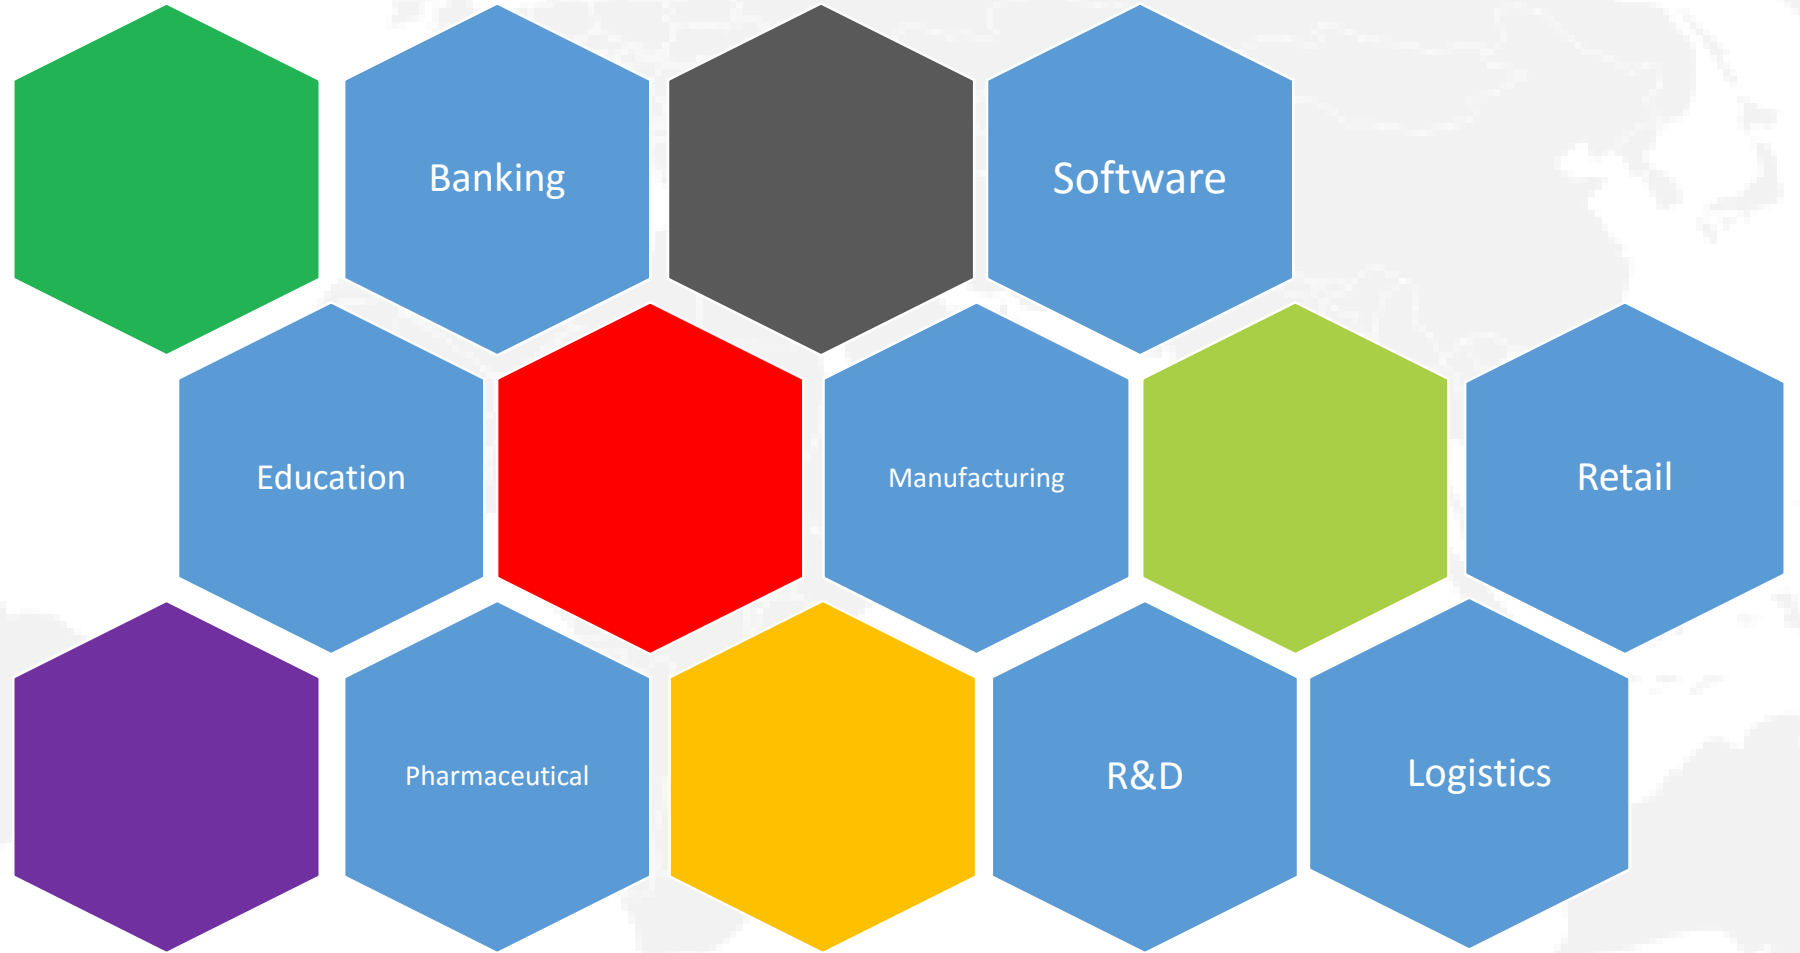 Banking
Software
Education
Manufacturing
Retail
Pharmaceutical
R&D
Logistics